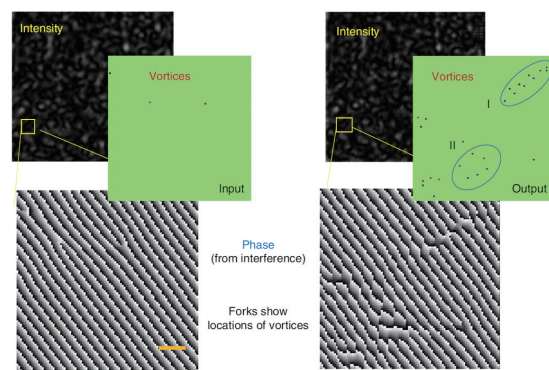 Intensity
Vortices
Input
Intensity
Vortices
I
II
Output
Phase
(from interference)
Forks show
locations of vortices